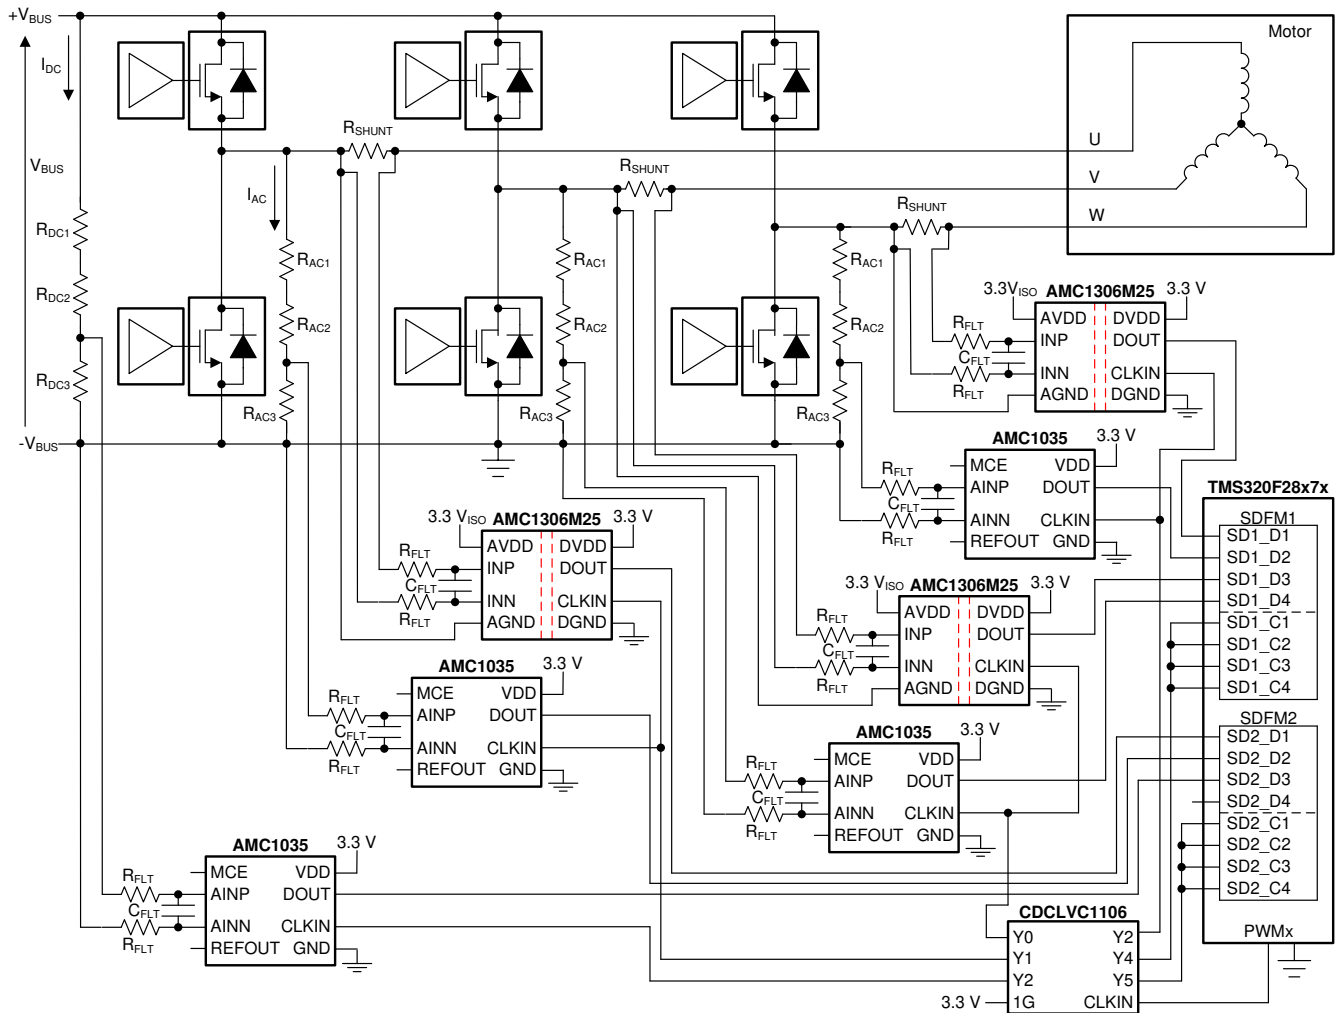 +VBUS
IDC
VBUS
RDC1
RDC2
RDC3
-VBUS
IAC
RSHUNT
RSHUNT
RSHUNT
RAC1
RAC2
RAC3
RAC1
RAC2
RAC3
RAC1
RAC2
RAC3
Motor
U
V
W
AMC1306M25
3.3VISO
3.3 V
AVDD DVDD
INP DOUT
INN CLKIN
AGND DGND
RFLT
CFLT
RFLT
AMC1035
3.3 V
MCE VDD
AINP DOUT
AINN CLKIN
REFOUT GND
RFLT
CFLT
RFLT
3.3 VISO
AMC1306M25
3.3 V
AVDD DVDD
INP DOUT
INN CLKIN
AGND DGND
RFLT
CFLT
RFLT
AMC1035
3.3 V
MCE VDD
AINP DOUT
AINN CLKIN
REFOUT GND
RFLT
CFLT
RFLT
3.3 VISO
AMC1306M25
3.3 V
AVDD DVDD
INP DOUT
INN CLKIN
AGND DGND
RFLT
CFLT
RFLT
AMC1035
3.3 V
MCE VDD
AINP DOUT
AINN CLKIN
REFOUT GND
RFLT
CFLT
RFLT
AMC1035
3.3 V
MCE VDD
AINP DOUT
AINN CLKIN
REFOUT GND
RFLT
CFLT
RFLT
TMS320F28x7x
SDFM1
SD1_D1
SD1_D2
SD1_D3
SD1_D4
SD1_C1
SD1_C2
SD1_C3
SD1_C4
SDFM2
SD2_D1
SD2_D2
SD2_D3
SD2_D4
SD2_C1
SD2_C2
SD2_C3
SD2_C4
PWMx
CDCLVC1106
Y0 Y2
Y1 Y4
Y2 Y5
3.3 V 1G CLKIN